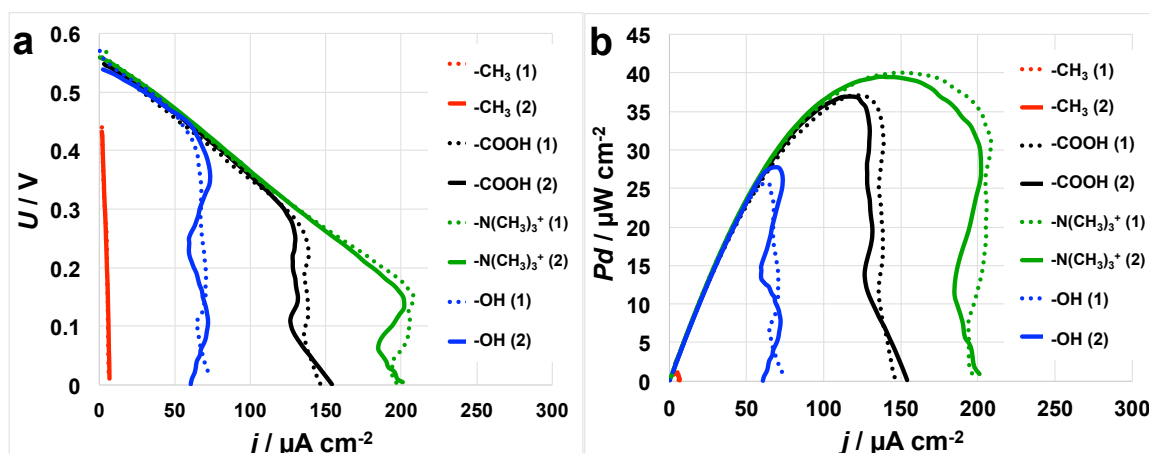 a
U / V
0.6
0.5
0.4
0.3
0.2
0.1
0
0 50 100 150 200 250 300
j / µA cm⁻²
-CH₃ (1)
-CH₃ (2)
-COOH (1)
-COOH (2)
-N(CH₃)₃⁺ (1)
-N(CH₃)₃⁺ (2)
-OH (1)
-OH (2)
b
Pd / µW cm⁻²
45
40
35
30
25
20
15
10
5
0
0 50 100 150 200 250 300
j / µA cm⁻²
-CH₃ (1)
-CH₃ (2)
-COOH (1)
-COOH (2)
-N(CH₃)₃⁺ (1)
-N(CH₃)₃⁺ (2)
-OH (1)
-OH (2)